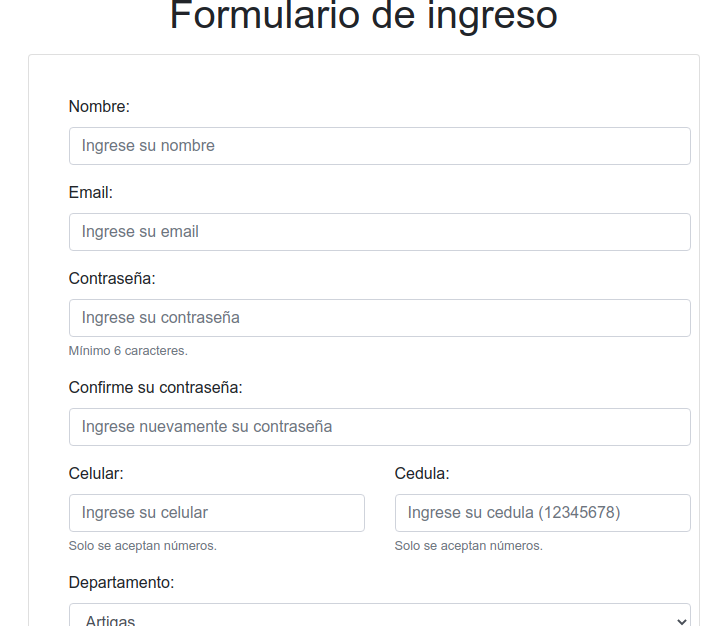 Formulario de ingreso
Nombre:
Ingrese su nombre
Email:
Ingrese su email
Contraseña:
Ingrese su contraseña
Mínimo 6 caracteres.
Confirme su contraseña:
Ingrese nuevamente su contraseña
Celular: Cedula:
Ingrese su celular Ingrese su cedula (12345678)
Solo se aceptan números. Solo se aceptan números.
Departamento:
Artigas